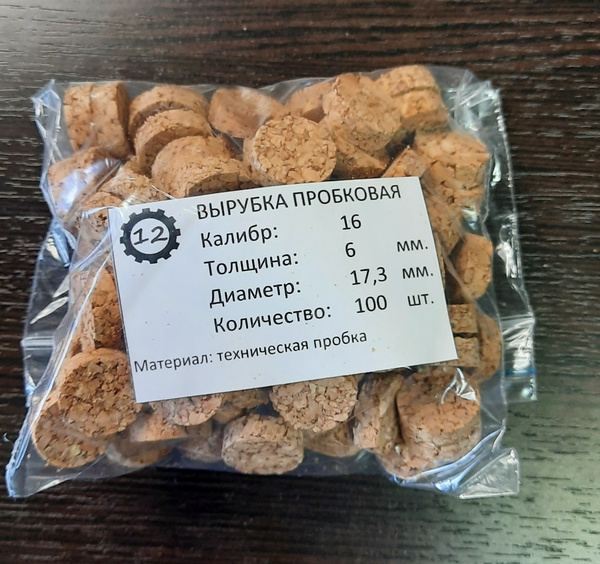 12
ВЫРУБКА ПРОБКОВАЯ
Калибр: 16
Толщина: 6 мм.
Диаметр: 17,3 мм.
Количество: 100 шт.
Материал: техническая пробка